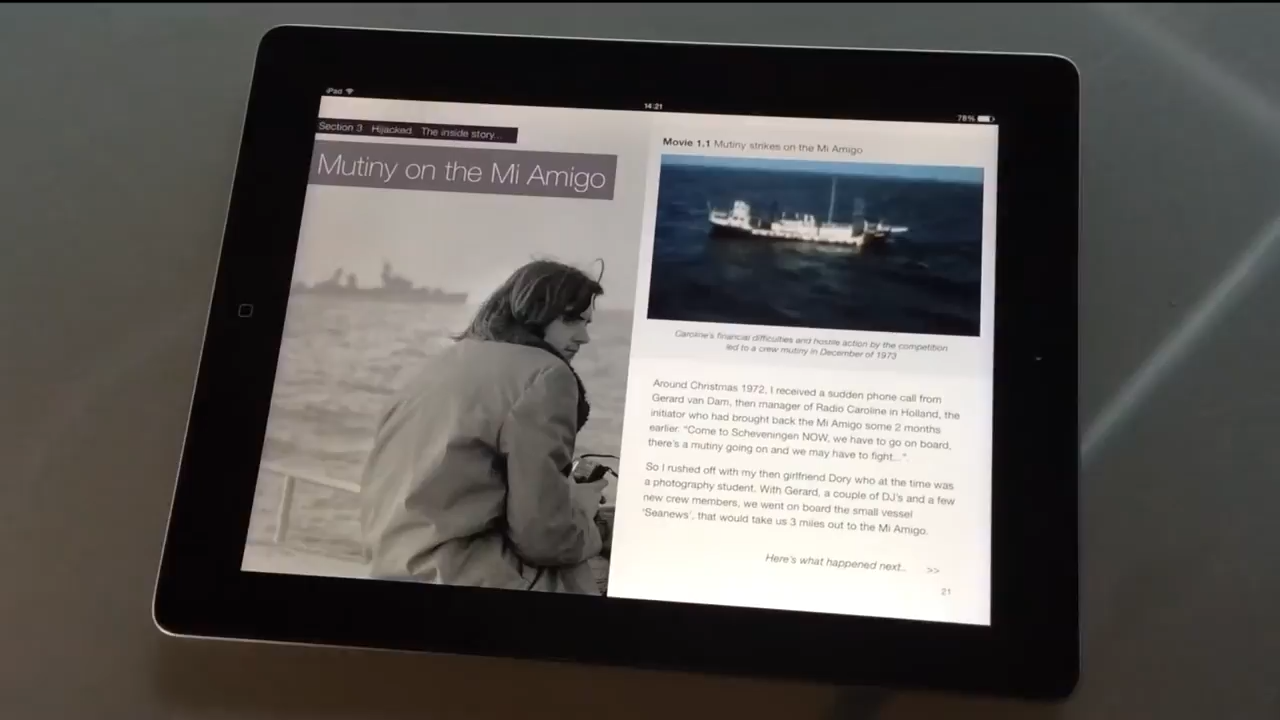 iPad
14:21
78%
Section 3 Hijacked. The inside story...
Mutiny on the Mi Amigo
Movie 1.1 Mutiny strikes on the Mi Amigo
Caroline's financial difficulties and hostile action by the competition
led to a crew mutiny in December of 1973
Around Christmas 1972, I received a sudden phone call from
Gerard van Dam, then manager of Radio Caroline in Holland, the
initiator who had brought back the Mi Amigo some 2 months
earlier. "Come to Scheveningen NOW, we have to go on board,
there's a mutiny going on and we may have to fight...".
So I rushed off with my then girlfriend Dory who at the time was
a photography student. With Gerard, a couple of DJ's and a few
new crew members, we went on board the small vessel
'Seanews', that would take us 3 miles out to the Mi Amigo.
Here's what happened next... >>
21